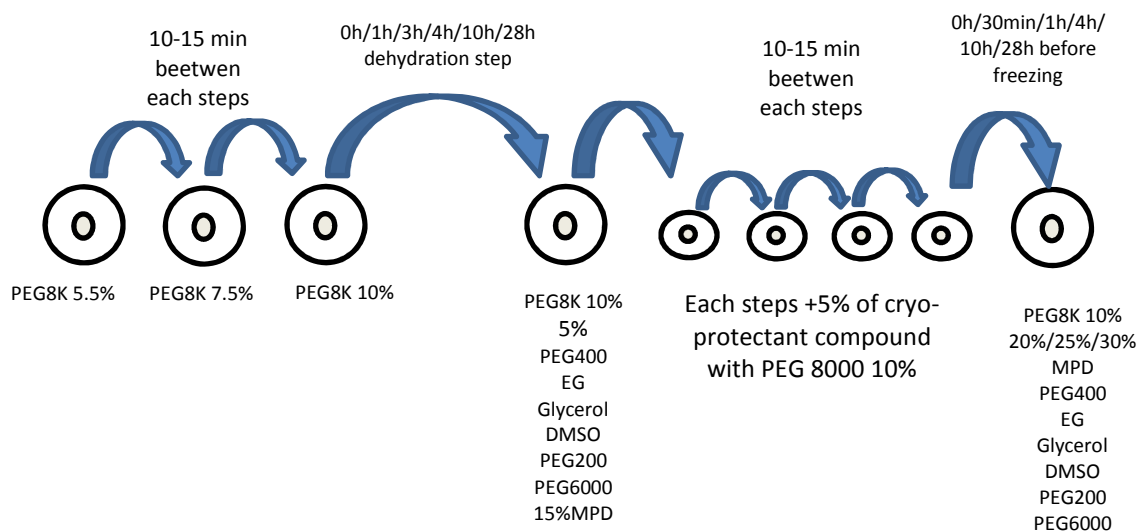 10-15 min
beetwen
each steps
0h/1h/3h/4h/10h/28h
dehydration step
10-15 min
beetwen
each steps
0h/30min/1h/4h/
10h/28h before
freezing
PEG8K 5.5%
PEG8K 7.5%
PEG8K 10%
PEG8K 10%
5%
PEG400
EG
Glycerol
DMSO
PEG200
PEG6000
15%MPD
Each steps +5% of cryo-
protectant compound
with PEG 8000 10%
PEG8K 10%
20%/25%/30%
MPD
PEG400
EG
Glycerol
DMSO
PEG200
PEG6000